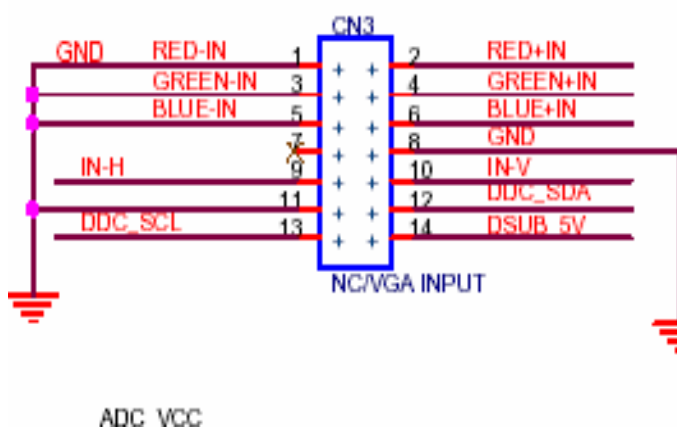 CN3
GND RED-IN 1 2 RED+IN
GREEN-IN 3 4 GREEN+IN
BLUE-IN 5 6 BLUE+IN
7 8 GND
IN-H 9 10 IN-V
11 12 DDC_SDA
DDC_SCL 13 14 DSUB_5V
NC/VGA INPUT
ADC_VCC